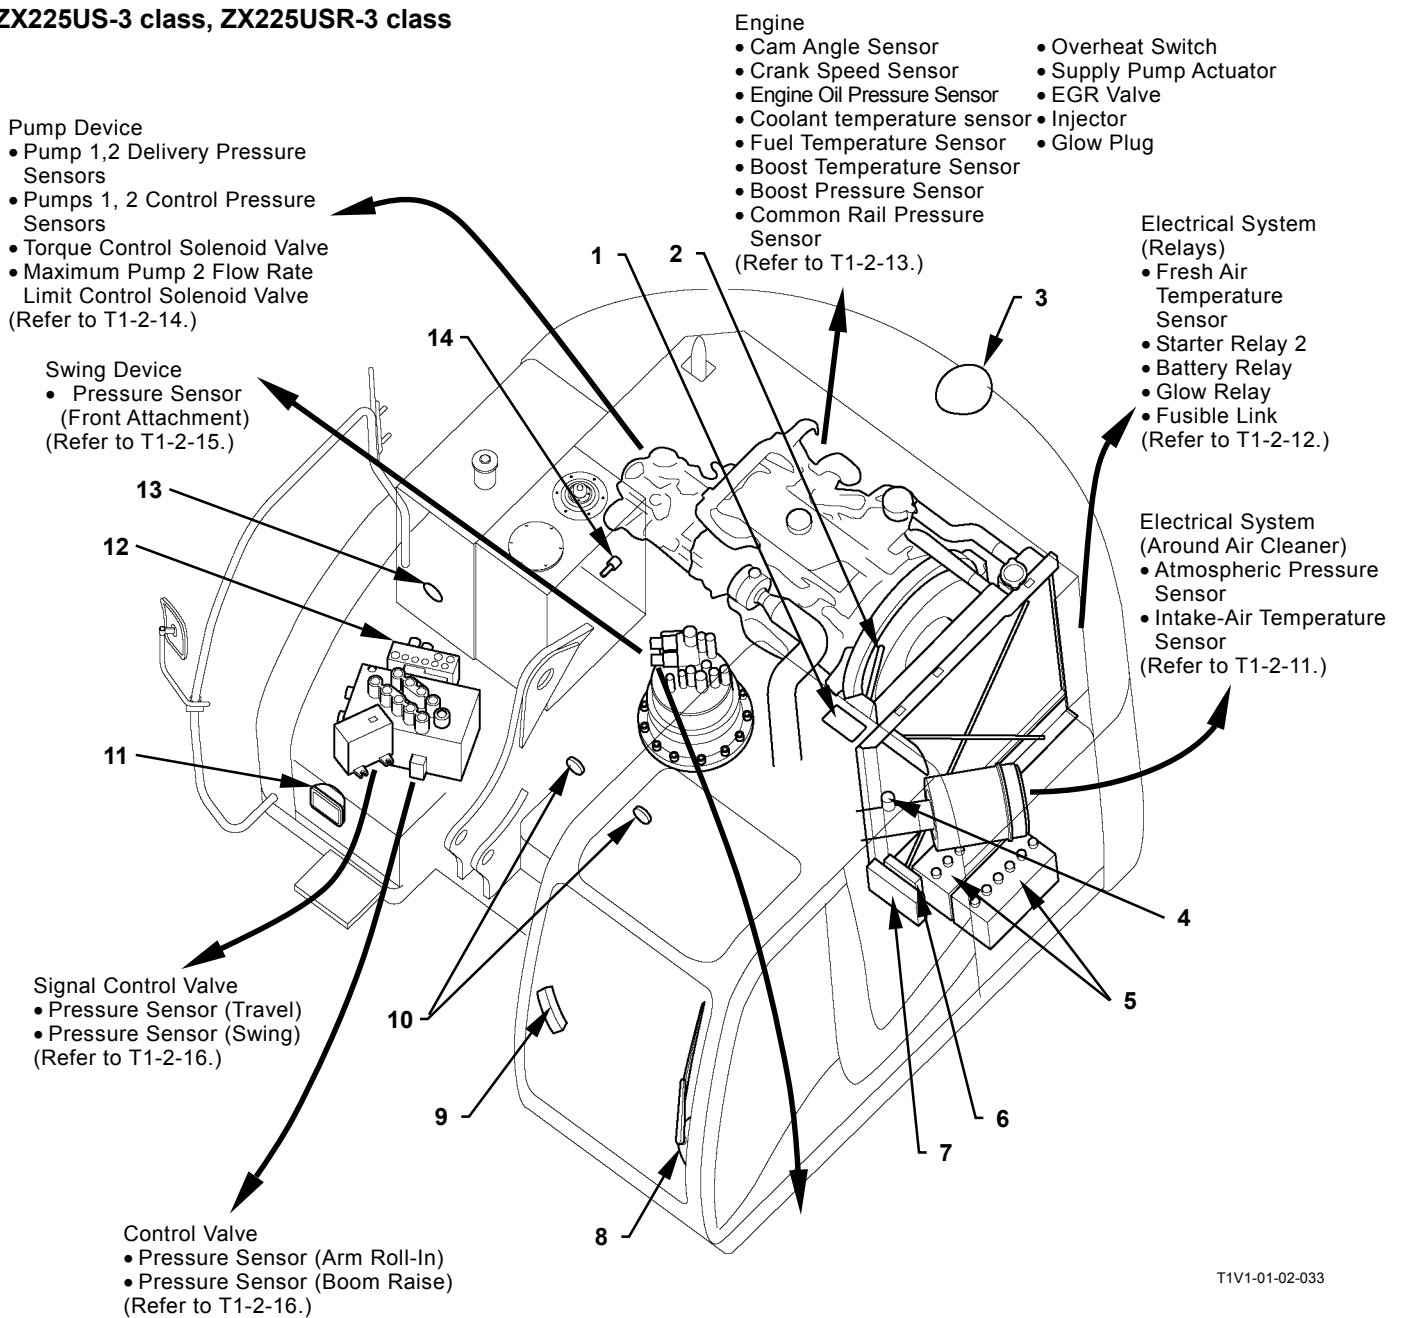 ZX225US-3 class, ZX225USR-3 class
Engine
• Cam Angle Sensor
• Crank Speed Sensor
• Engine Oil Pressure Sensor
• Coolant temperature sensor
• Fuel Temperature Sensor
• Boost Temperature Sensor
• Boost Pressure Sensor
• Common Rail Pressure
Sensor
(Refer to T1-2-13.)
• Overheat Switch
• Supply Pump Actuator
• EGR Valve
• Injector
• Glow Plug
Pump Device
• Pump 1,2 Delivery Pressure
Sensors
• Pumps 1, 2 Control Pressure
Sensors
• Torque Control Solenoid Valve
• Maximum Pump 2 Flow Rate
Limit Control Solenoid Valve
(Refer to T1-2-14.)
Swing Device
• Pressure Sensor
(Front Attachment)
(Refer to T1-2-15.)
Electrical System
(Relays)
• Fresh Air
Temperature
Sensor
• Starter Relay 2
• Battery Relay
• Glow Relay
• Fusible Link
(Refer to T1-2-12.)
Electrical System
(Around Air Cleaner)
• Atmospheric Pressure
Sensor
• Intake-Air Temperature
Sensor
(Refer to T1-2-11.)
1
2
3
14
13
12
11
10
9
8
7
6
5
4
Signal Control Valve
• Pressure Sensor (Travel)
• Pressure Sensor (Swing)
(Refer to T1-2-16.)
Control Valve
• Pressure Sensor (Arm Roll-In)
• Pressure Sensor (Boom Raise)
(Refer to T1-2-16.)
T1V1-01-02-033